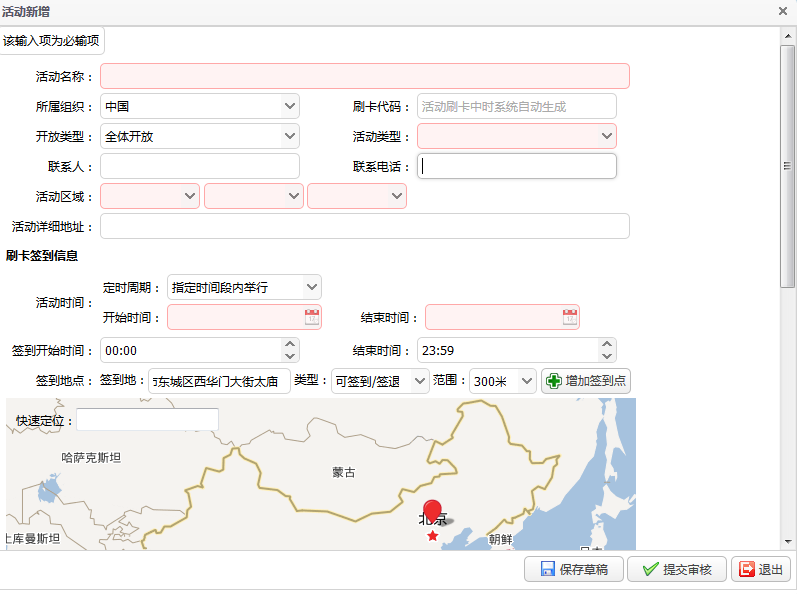 活动新增
该输入项为必输项
活动名称：
所属组织： 中国 刷卡代码： 活动刷卡中时系统自动生成
开放类型： 全体开放 活动类型：
联系人： 联系电话：
活动区域：
活动详细地址：
刷卡签到信息
活动时间： 定时周期： 指定时间段内举行
开始时间： 结束时间：
签到开始时间： 00:00 结束时间： 23:59
签到地点： 签到地： 东城区西华门大街太庙 类型： 可签到/签退 范围： 300米 增加签到点
快速定位：
哈萨克斯坦
蒙古
北京
土库曼斯坦
朝鲜
保存草稿 提交审核 退出